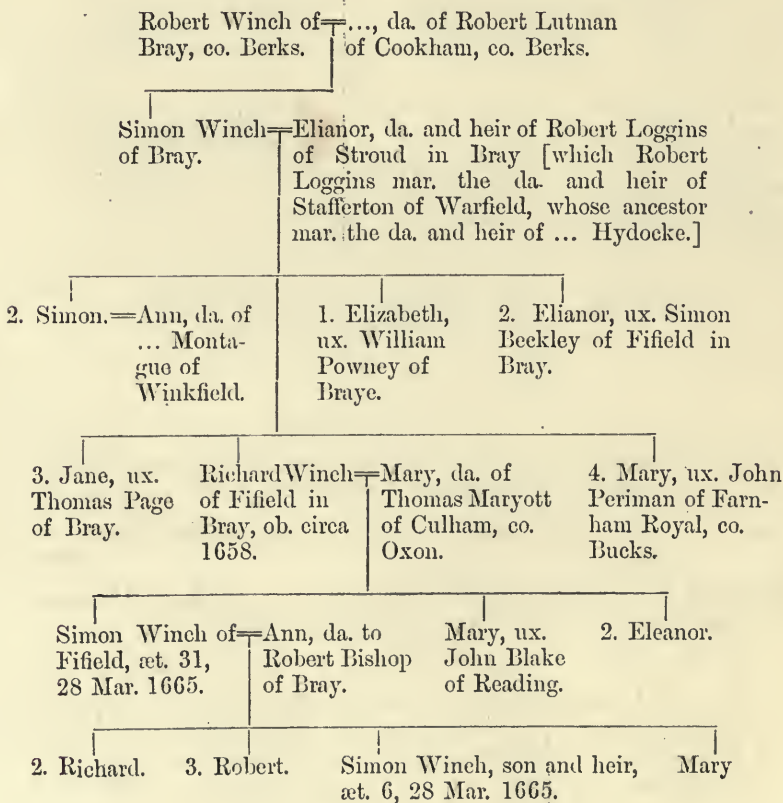 Robert Winch of ..., da. of Robert Lutman
Bray, co. Berks. of Cookham, co. Berks.
Simon Winch
of Bray.
Elianor, da. and heir of Robert Loggins
of Stroud in Bray [which Robert
Loggins mar. the da. and heir of
Stafferton of Warfield, whose ancestor
mar. the da. and heir of ... Hydocke.]
2. Simon.
Ann, da. of
... Monta-
gue of
Winkfield.
1. Elizabeth,
ux. William
Powney of
Braye.
2. Elianor, ux. Simon
Beckley of Fifield in
Bray.
3. Jane, ux.
Thomas Page
of Bray.
Richard Winch
of Fifield in
Bray, ob. circa
1658.
Mary, da. of
Thomas Maryott
of Culham, co.
Oxon.
4. Mary, ux. John
Periman of Farn-
ham Royal, co.
Bucks.
Simon Winch of
Fifield, æt. 31,
28 Mar. 1665.
Ann, da. to
Robert Bishop
of Bray.
Mary, ux.
John Blake
of Reading.
2. Eleanor.
2. Richard.
3. Robert.
Simon Winch, son and heir,
æt. 6, 28 Mar. 1665.
Mary